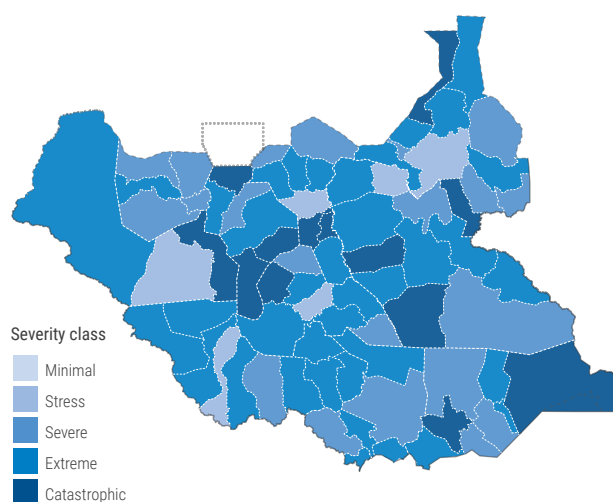 Severity class
Minimal
Stress
Severe
Extreme
Catastrophic